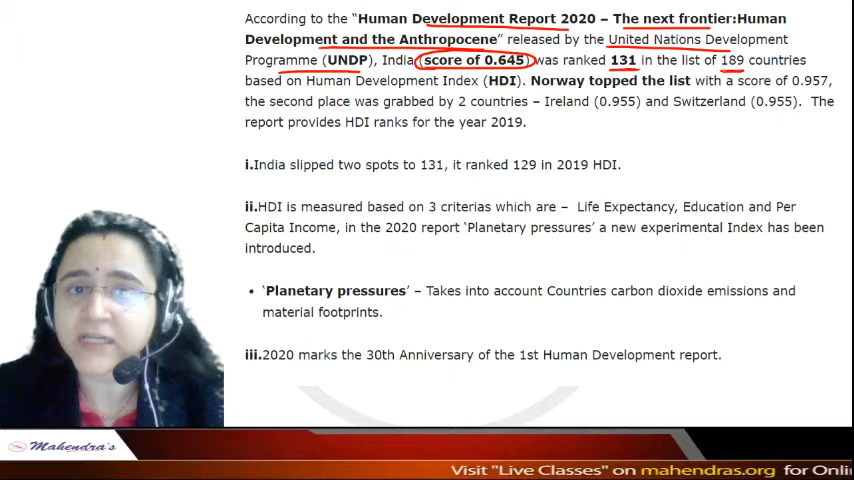 According to the “Human Development Report 2020 – The next frontier:Human
Development and the Anthropocene” released by the United Nations Development
Programme (UNDP), India (score of 0.645) was ranked 131 in the list of 189 countries
based on Human Development Index (HDI). Norway topped the list with a score of 0.957,
the second place was grabbed by 2 countries – Ireland (0.955) and Switzerland (0.955). The
report provides HDI ranks for the year 2019.
i.India slipped two spots to 131, it ranked 129 in 2019 HDI.
ii.HDI is measured based on 3 criterias which are – Life Expectancy, Education and Per
Capita Income, in the 2020 report ‘Planetary pressures’ a new experimental Index has been
introduced.
• ‘Planetary pressures’ – Takes into account Countries carbon dioxide emissions and
material footprints.
iii.2020 marks the 30th Anniversary of the 1st Human Development report.
Mahendra's
Visit "Live Classes" on mahendras.org for Onli